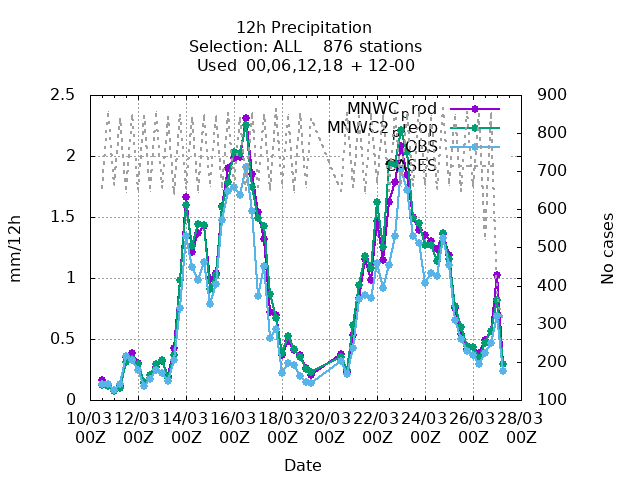 12h Precipitation
Selection: ALL    876 stations
Used  00,06,12,18 + 12-00
2.5
2
1.5
1
0.5
0
mm/12h
900
800
700
600
500
400
300
200
100
No cases
MNWCprod
MNWC2preop
OBS
CASES
10/03 12/03 14/03 16/03 18/03 20/03 22/03 24/03 26/03 28/03
00Z 00Z 00Z 00Z 00Z 00Z 00Z 00Z 00Z 00Z
Date